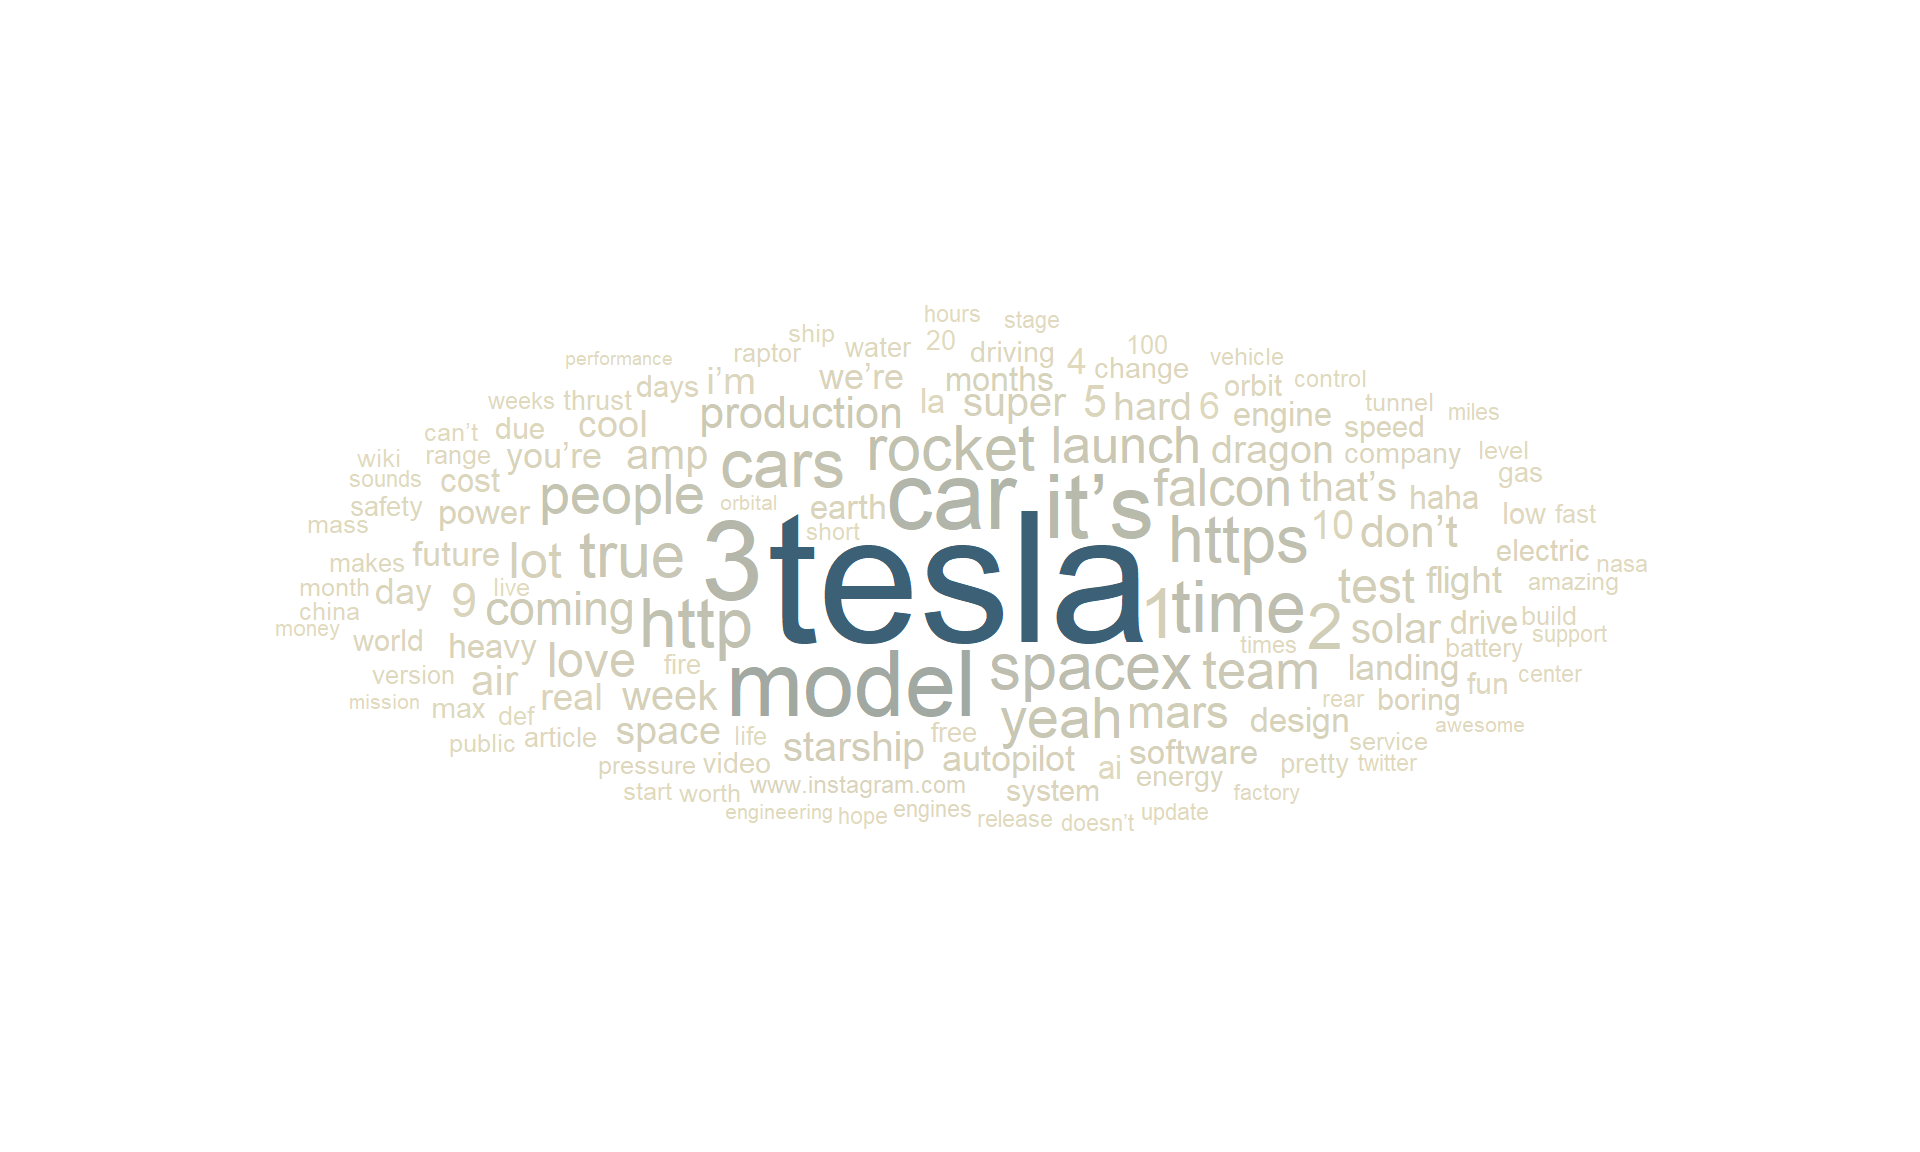 hours
stage
ship
20
100
raptor
water
driving
4
change
vehicle
performance
days
i’m
we’re
months
orbit
control
weeks
thrust
production
la
super
5
hard
6
engine
tunnel
miles
can’t
due
cool
rocket
launch
dragon
speed
company
level
wiki
range
you’re
amp
cars
gas
sounds
cost
people
orbital
earth
car
it’s
falcon
that’s
haha
safety
power
short
https
10
don’t
low
fast
mass
future
lot
true
3
tesla
electric
nasa
makes
month
day
live
9
coming
http
1
time
2
test
flight
amazing
china
money
world
heavy
love
fire
model
spacex
team
times
solar
drive
build
support
battery
version
air
real
week
landing
fun
center
mission
max
def
yeah
mars
design
rear
boring
awesome
public
article
space
life
starship
free
autopilot
software
service
pressure
video
www.instagram.com
ai
energy
pretty
twitter
start
worth
system
factory
engineering
hope
engines
release
doesn’t
update